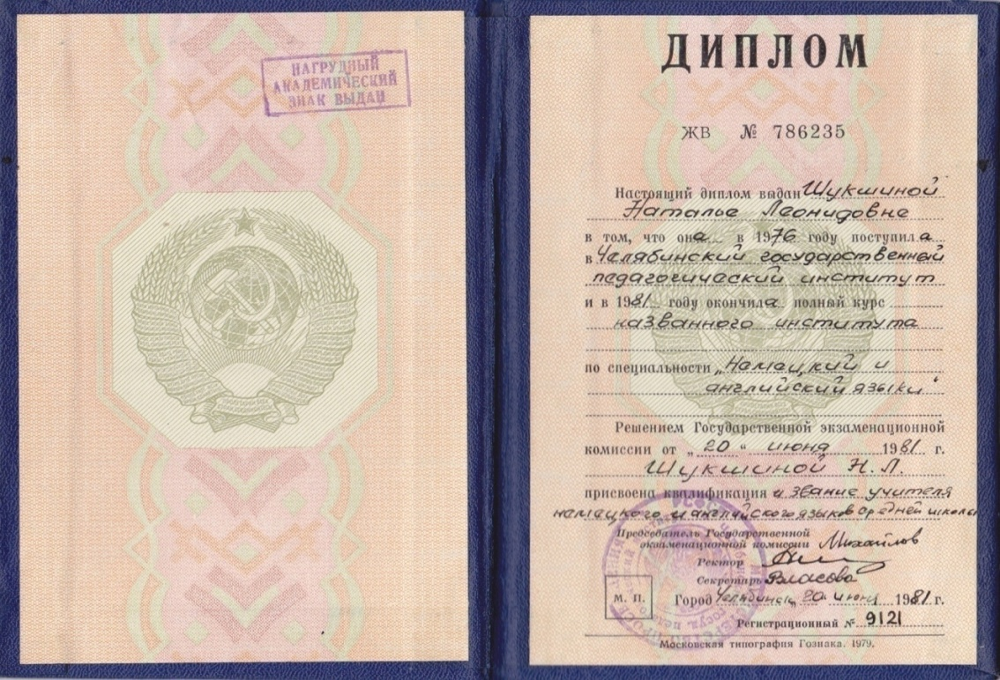 НАГРУДНЫЙ
АКАДЕМИЧЕСКИЙ
ЗНАК ВЫДАН
ДИПЛОМ
ЖВ № 786235
Настоящий диплом выдан Шукшиной
Наталье Леонидовне
в том, что она в 1976 году поступила
в Челябинский государственный
педагогический институт
и в 1981 году окончила полный курс
названного института
по специальности „Немецкий и
английский языки“
Решением Государственной экзаменационной
комиссии от „20“ июня 1981 г.
Шукшиной Н.Л.
присвоена квалификация и звание учителя
немецкого и английского языков средней школы
Председатель Государственной
экзаменационной комиссии Михайлов
Ректор
Секретарь Власова
М. П.
Город Челябинск, 20 июня 1981 г.
Регистрационный № 9121
Московская типография Гознака. 1979.